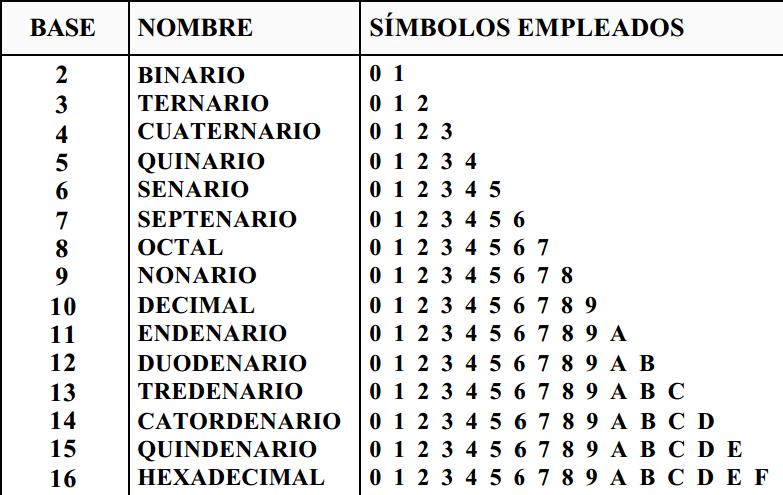 BASE NOMBRE SÍMBOLOS EMPLEADOS
2 BINARIO 0 1
3 TERNARIO 0 1 2
4 CUATERNARIO 0 1 2 3
5 QUINARIO 0 1 2 3 4
6 SENARIO 0 1 2 3 4 5
7 SEPTENARIO 0 1 2 3 4 5 6
8 OCTAL 0 1 2 3 4 5 6 7
9 NONARIO 0 1 2 3 4 5 6 7 8
10 DECIMAL 0 1 2 3 4 5 6 7 8 9
11 ENDENARIO 0 1 2 3 4 5 6 7 8 9 A
12 DUODENARIO 0 1 2 3 4 5 6 7 8 9 A B
13 TREDENARIO 0 1 2 3 4 5 6 7 8 9 A B C
14 CATORDENARIO 0 1 2 3 4 5 6 7 8 9 A B C D
15 QUINDENARIO 0 1 2 3 4 5 6 7 8 9 A B C D E
16 HEXADECIMAL 0 1 2 3 4 5 6 7 8 9 A B C D E F